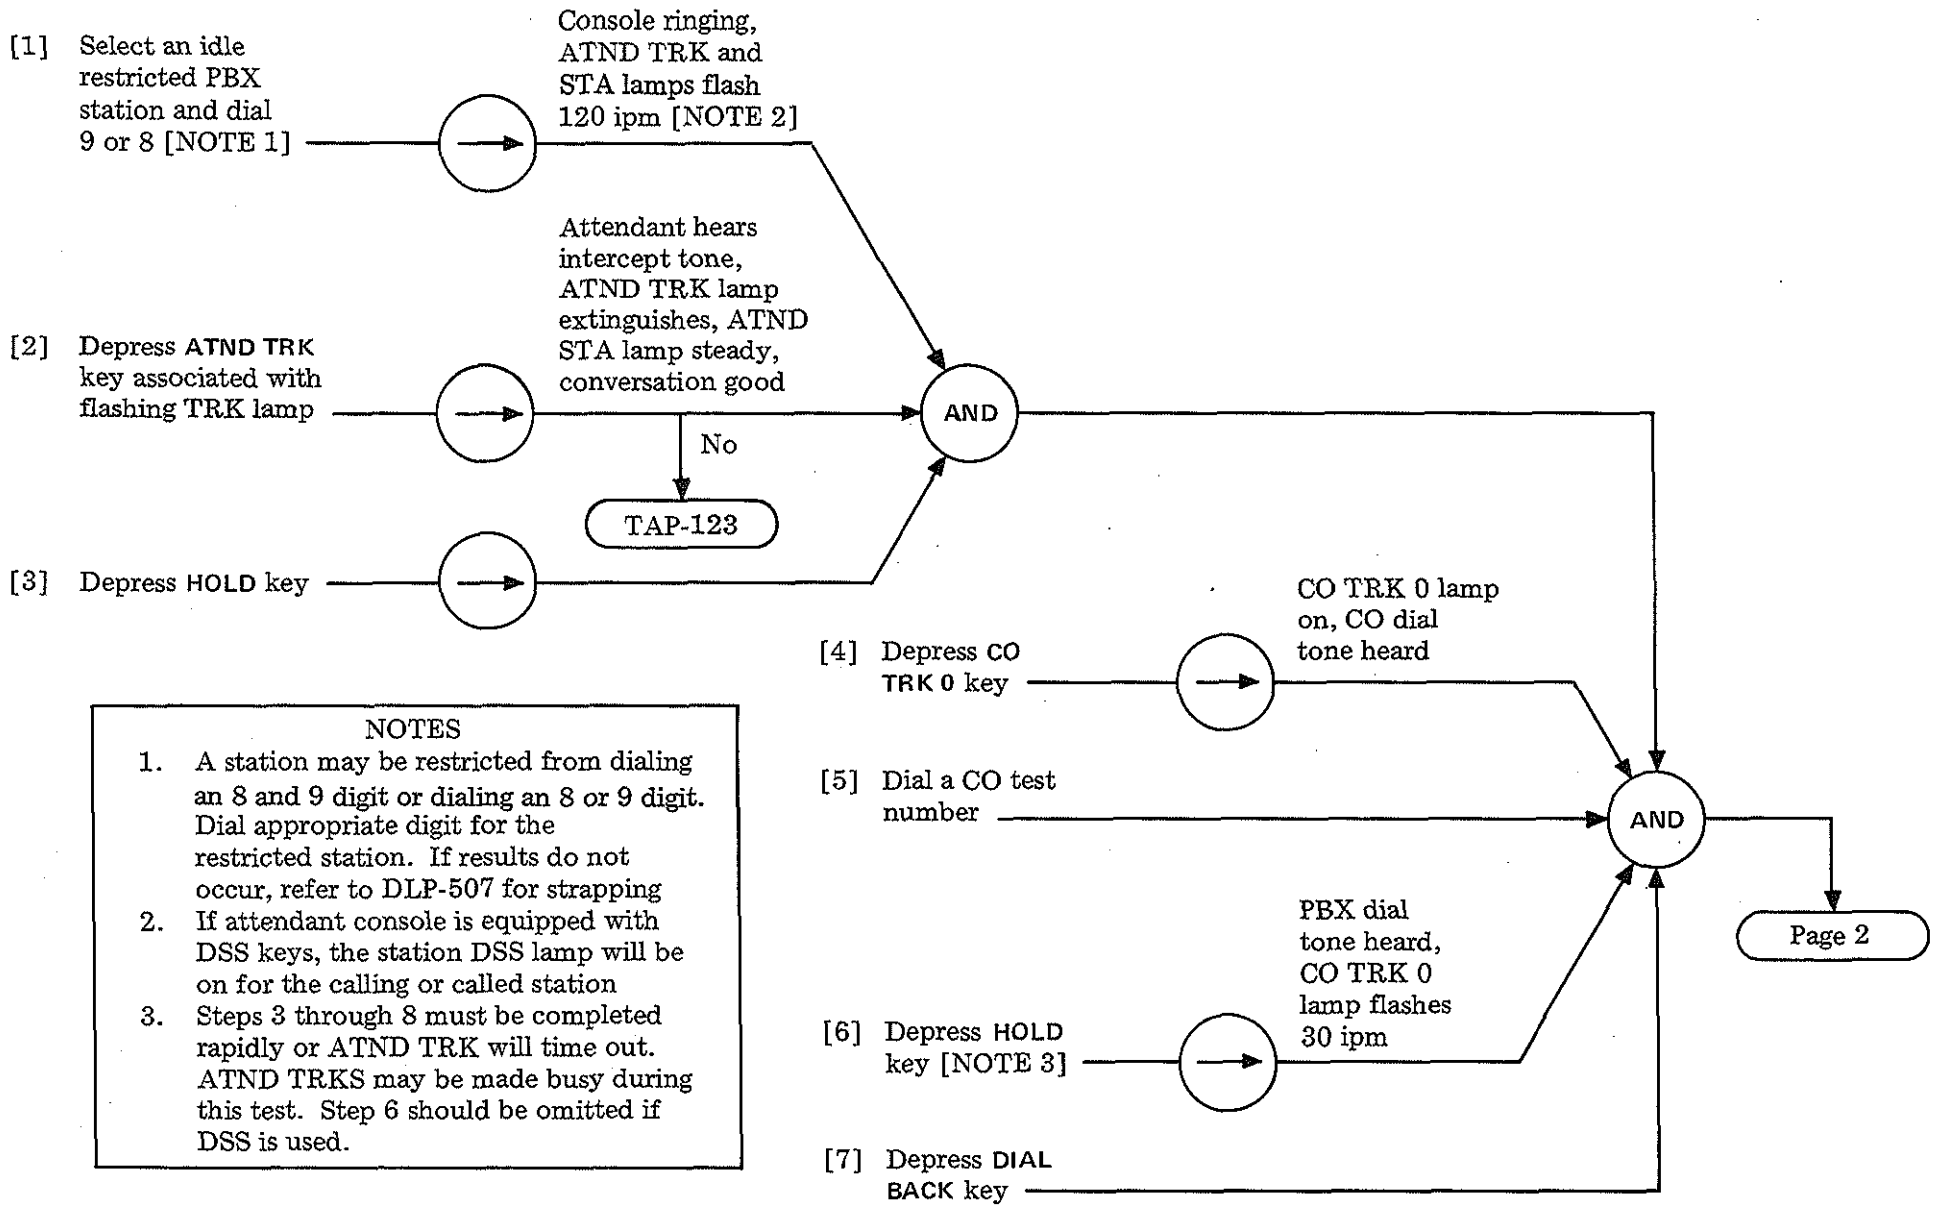 [1] Select an idle
restricted PBX
station and dial
9 or 8 [NOTE 1]
Console ringing,
ATND TRK and
STA lamps flash
120 ipm [NOTE 2]
[2] Depress ATND TRK
key associated with
flashing TRK lamp
Attendant hears
intercept tone,
ATND TRK lamp
extinguishes, ATND
STA lamp steady,
conversation good
No
TAP-123
AND
[3] Depress HOLD key
[4] Depress CO
TRK 0 key
CO TRK 0 lamp
on, CO dial
tone heard
[5] Dial a CO test
number
AND
Page 2
[6] Depress HOLD
key [NOTE 3]
PBX dial
tone heard,
CO TRK 0
lamp flashes
30 ipm
[7] Depress DIAL
BACK key
NOTES
1. A station may be restricted from dialing
an 8 and 9 digit or dialing an 8 or 9 digit.
Dial appropriate digit for the
restricted station. If results do not
occur, refer to DLP-507 for strapping
2. If attendant console is equipped with
DSS keys, the station DSS lamp will be
on for the calling or called station
3. Steps 3 through 8 must be completed
rapidly or ATND TRK will time out.
ATND TRKS may be made busy during
this test. Step 6 should be omitted if
DSS is used.